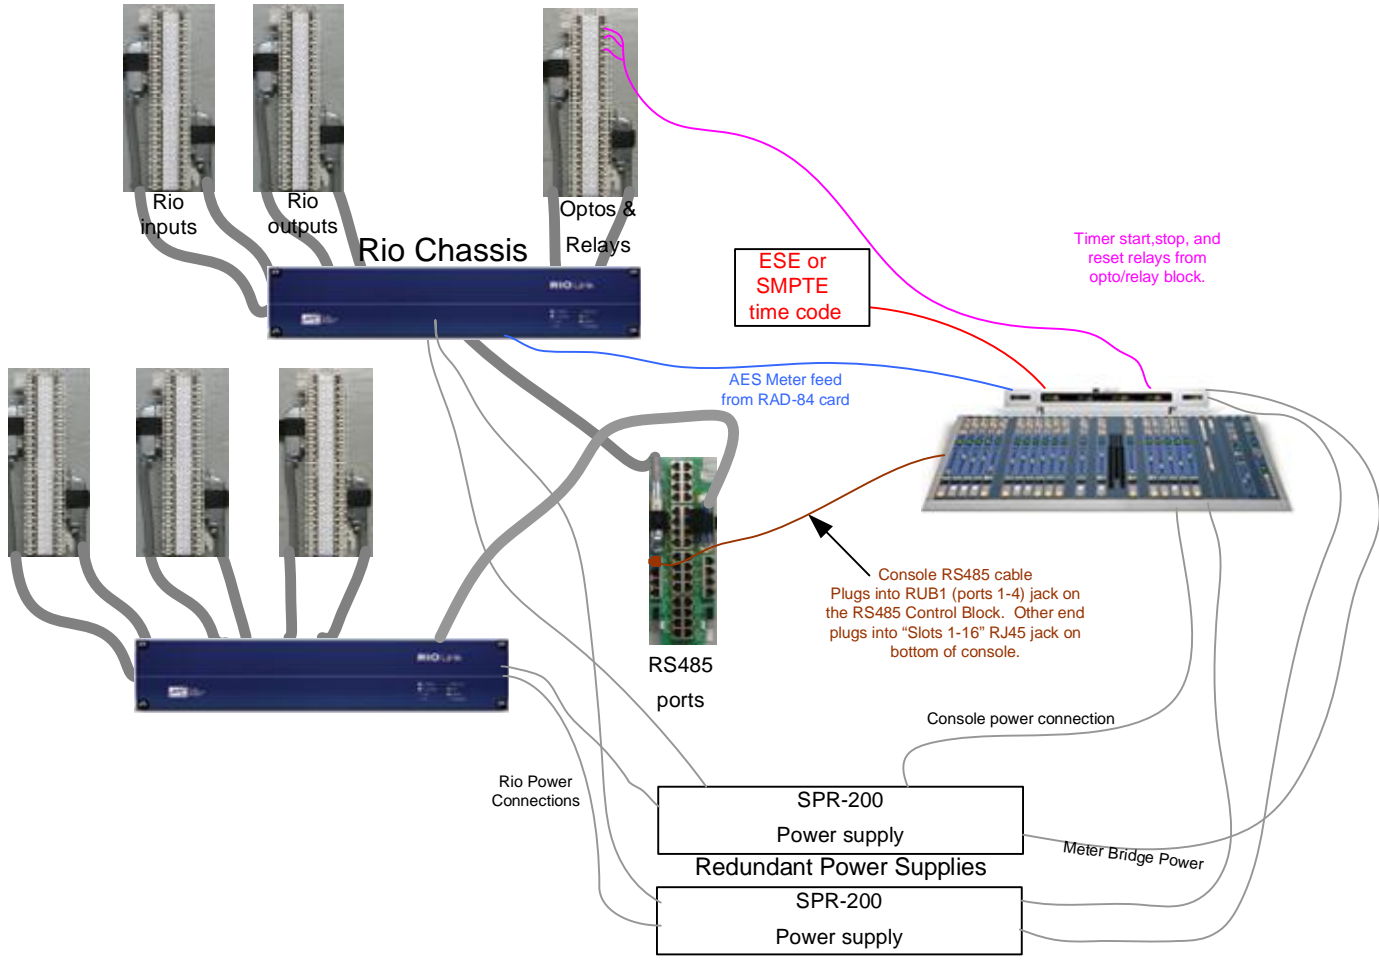 Rio
inputs
Rio
outputs
Optos &
Relays
Rio Chassis
RIO Link
ESE or
SMPTE
time code
Timer start,stop, and
reset relays from
opto/relay block.
AES Meter feed
from RAD-84 card
Console RS485 cable
Plugs into RUB1 (ports 1-4) jack on
the RS485 Control Block.  Other end
plugs into “Slots 1-16” RJ45 jack on
bottom of console.
RIO Link
RS485
ports
Console power connection
Rio Power
Connections
SPR-200
Power supply
Meter Bridge Power
Redundant Power Supplies
SPR-200
Power supply